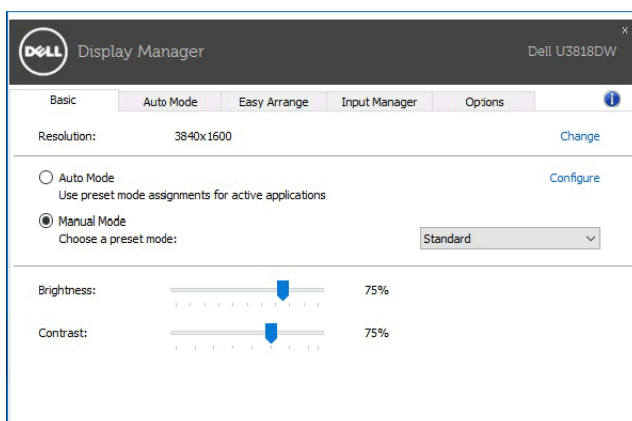 DELL Display Manager Dell U3818DW x
Basic Auto Mode Easy Arrange Input Manager Options i
Resolution: 3840x1600 Change
Auto Mode Configure
Use preset mode assignments for active applications
Manual Mode
Choose a preset mode: Standard
Brightness: 75%
Contrast: 75%